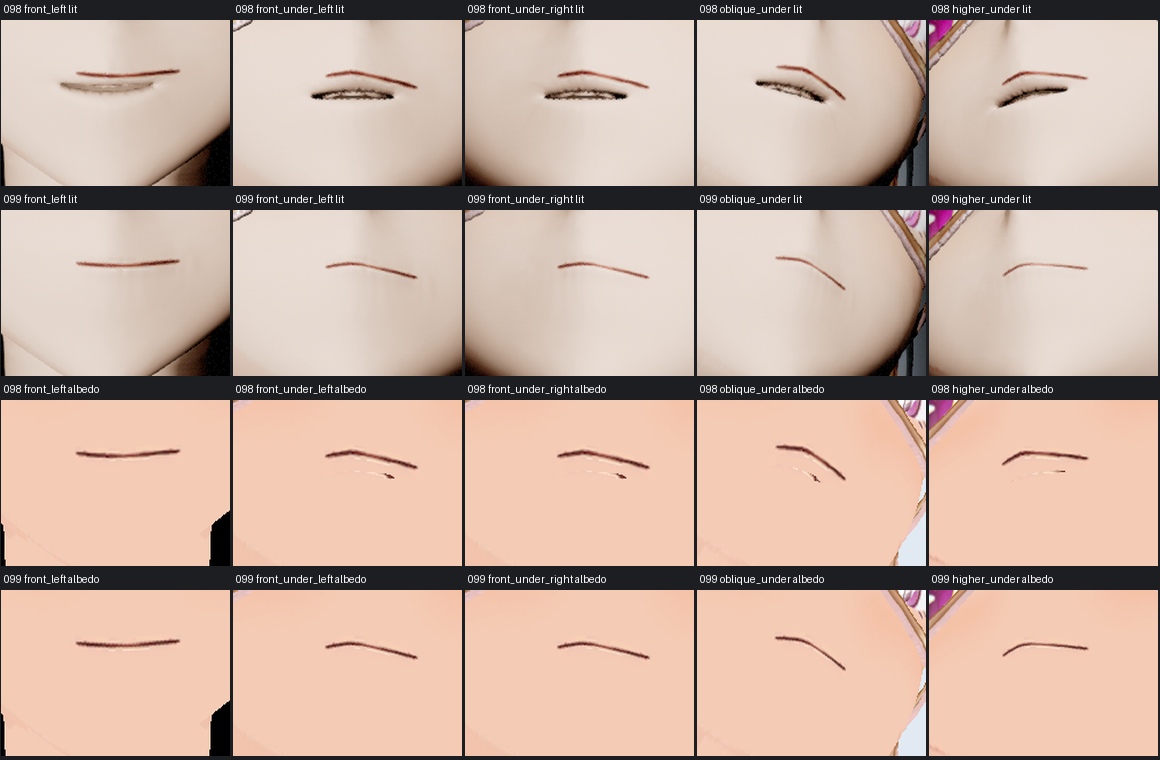 098 front_left lit
098 front_under_left lit
098 front_under_right lit
098 oblique_under lit
098 higher_under lit
099 front_left lit
099 front_under_left lit
099 front_under_right lit
099 oblique_under lit
099 higher_under lit
098 front_left albedo
098 front_under_left albedo
098 front_under_right albedo
098 oblique_under albedo
098 higher_under albedo
099 front_left albedo
099 front_under_left albedo
099 front_under_right albedo
099 oblique_under albedo
099 higher_under albedo